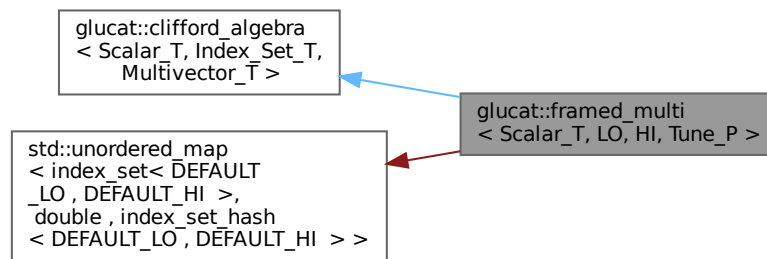 glucat::clifford_algebra
< Scalar_T, Index_Set_T,
Multivector_T >
glucat::framed_multi
< Scalar_T, LO, HI, Tune_P >
std::unordered_map
< index_set< DEFAULT
_LO , DEFAULT_HI  >,
 double , index_set_hash
< DEFAULT_LO , DEFAULT_HI  > >